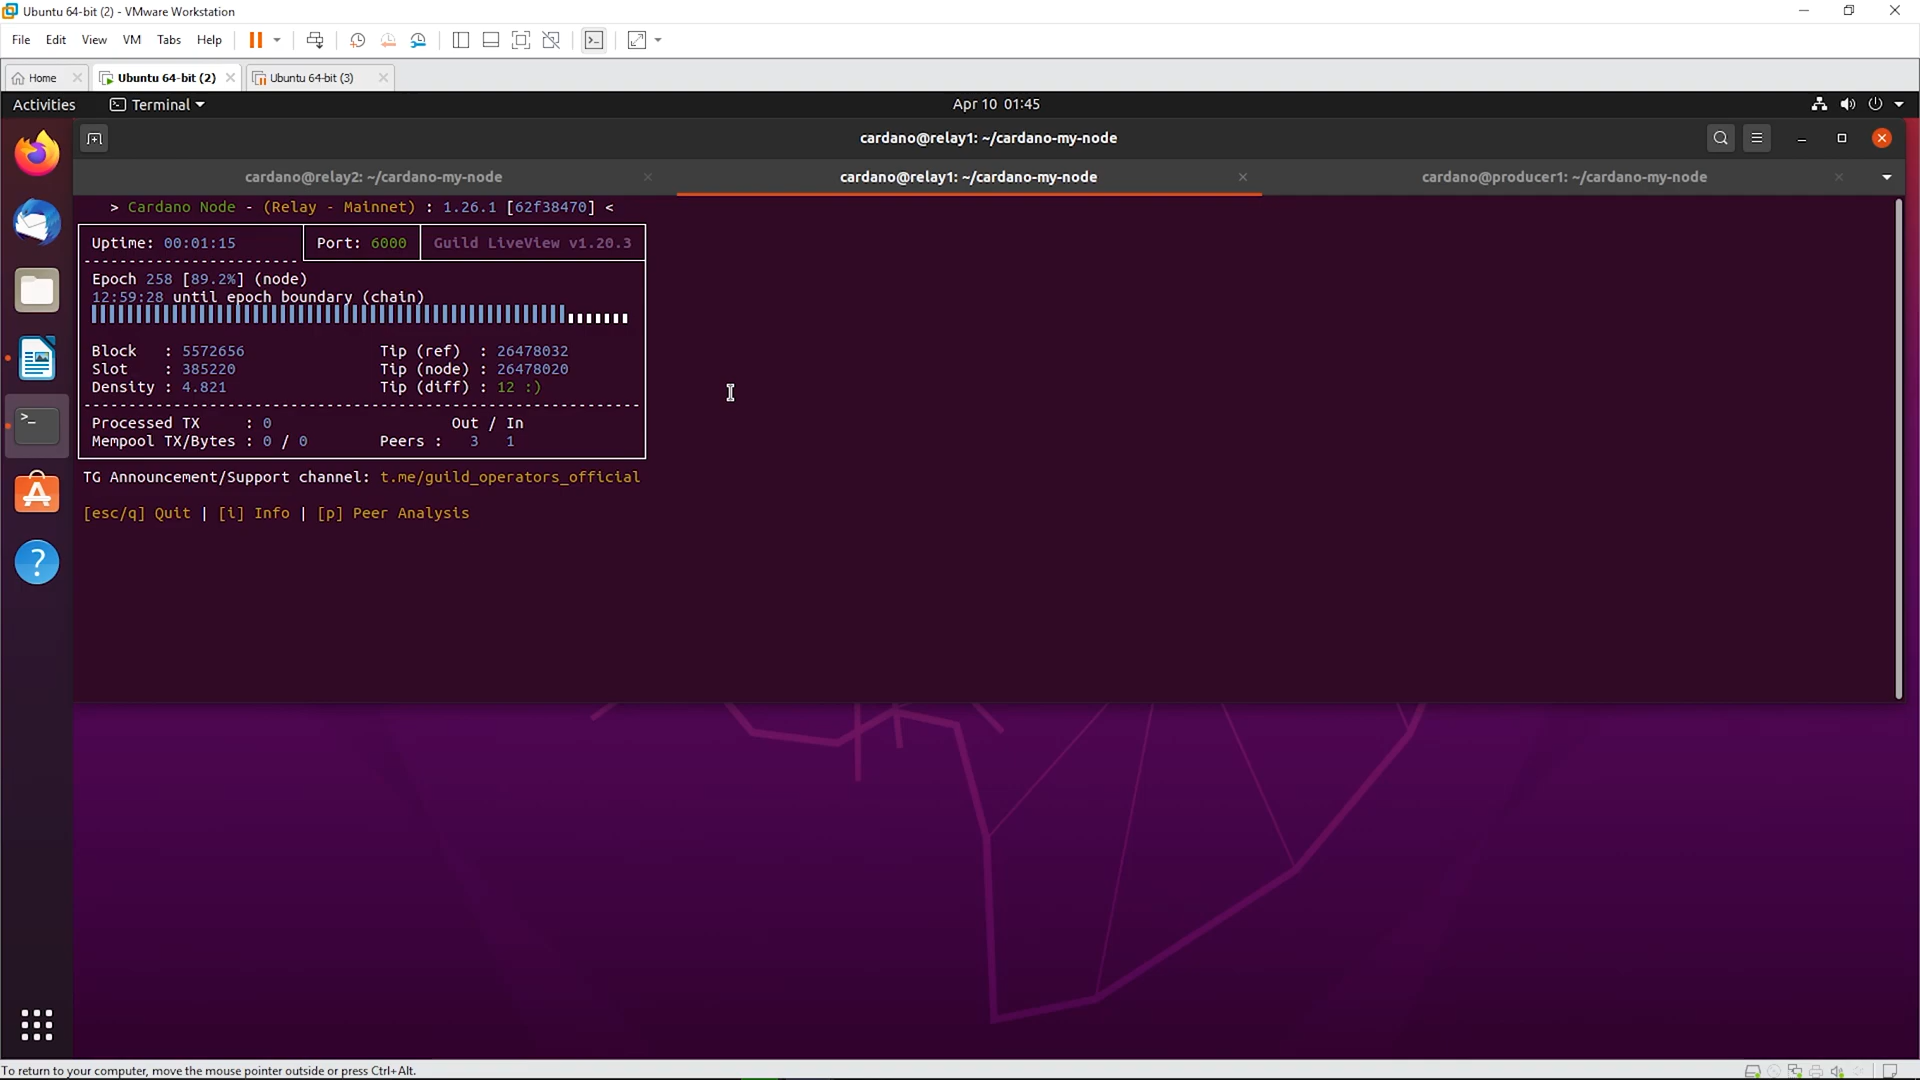 Ubuntu 64-bit (2) - VMware Workstation
File Edit View VM Tabs Help
Home Ubuntu 64-bit (2) Ubuntu 64-bit (3)
Activities Terminal Apr 10 01:45
cardano@relay1: ~/cardano-my-node
cardano@relay2: ~/cardano-my-node cardano@relay1: ~/cardano-my-node cardano@producer1: ~/cardano-my-node
> Cardano Node - (Relay - Mainnet) : 1.26.1 [62f38470] <
Uptime: 00:01:15 Port: 6000 Guild LiveView v1.20.3
Epoch 258 [89.2%] (node)
12:59:28 until epoch boundary (chain)
Block : 5572656 Tip (ref) : 26478032
Slot : 385220 Tip (node) : 26478020
Density : 4.821 Tip (diff) : 12 :)
Processed TX : 0 Out / In
Mempool TX/Bytes : 0 / 0 Peers : 3 1
TG Announcement/Support channel: t.me/guild_operators_official
[esc/q] Quit | [i] Info | [p] Peer Analysis
To return to your computer, move the mouse pointer outside or press Ctrl+Alt.